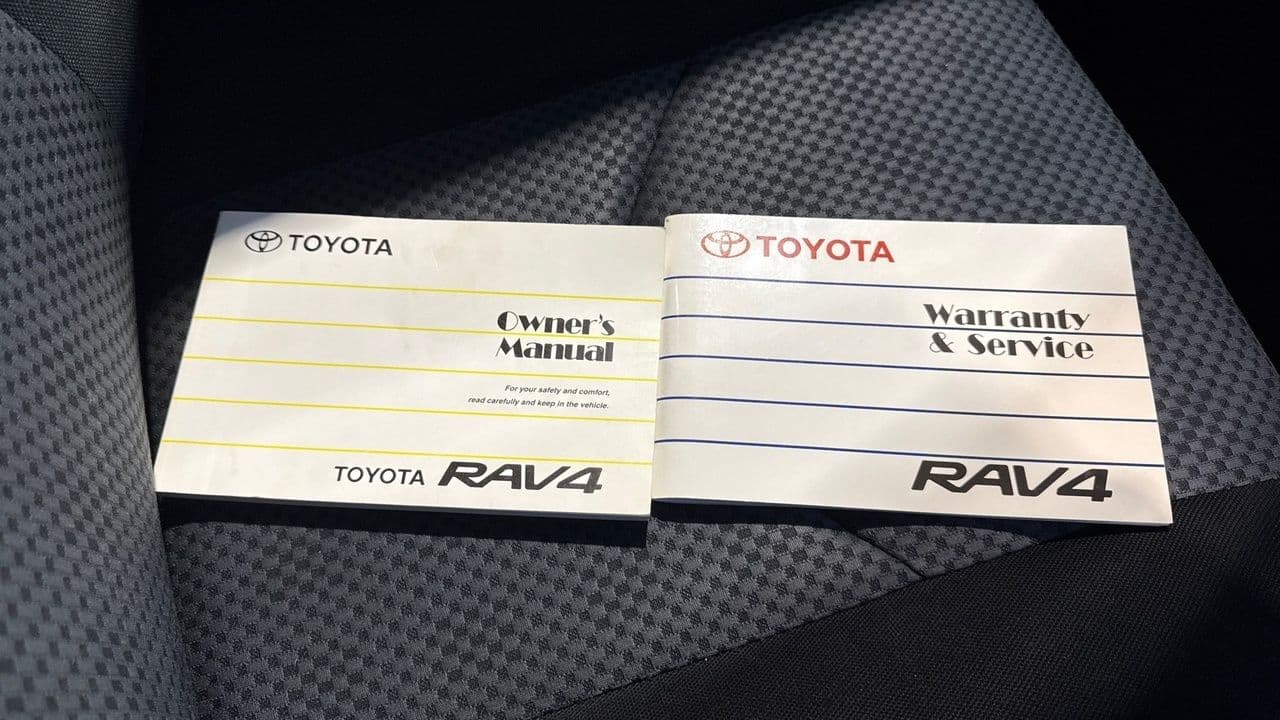 TOYOTA
Owner's
Manual
For your safety and comfort,
read carefully and keep in the vehicle.
TOYOTA RAV4
TOYOTA
Warranty
& Service
RAV4